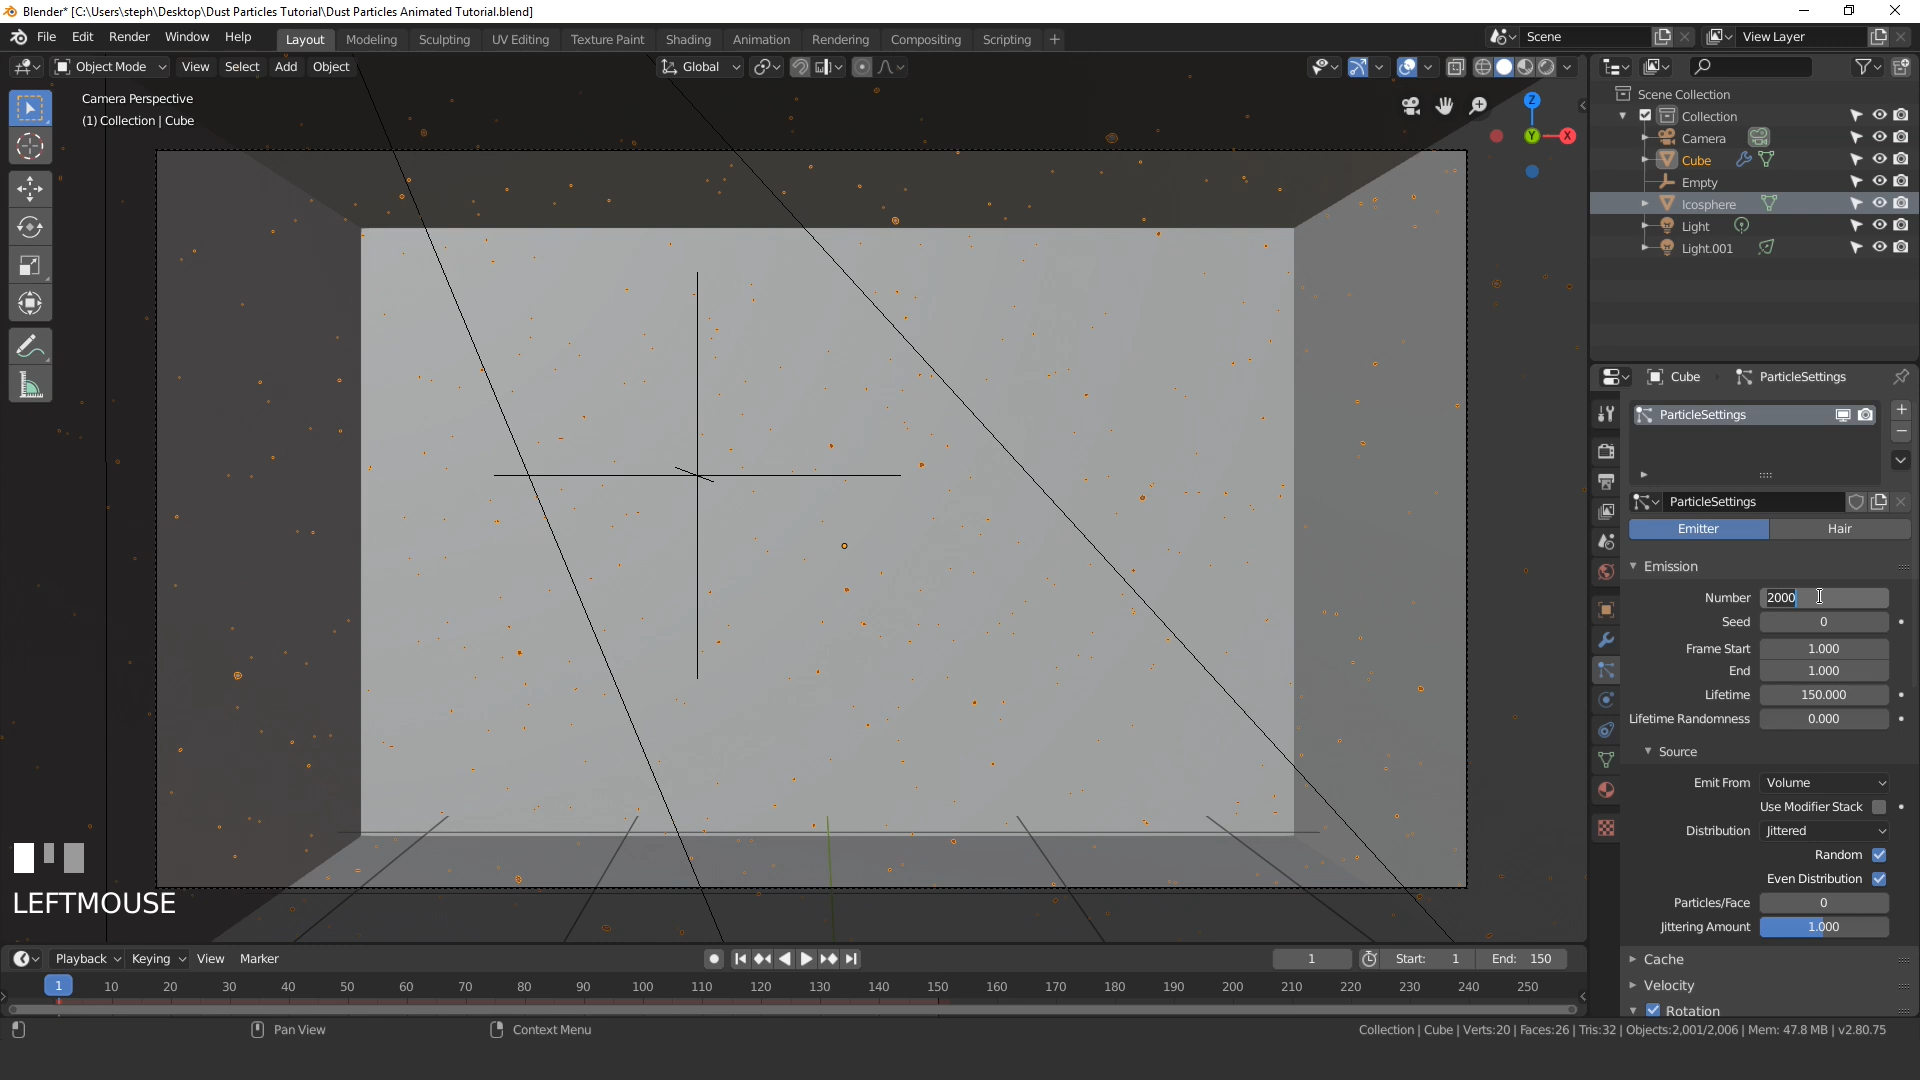 Blender* [C:\Users\steph\Desktop\Dust Particles Tutorial\Dust Particles Animated Tutorial.blend]
File Edit Render Window Help Layout Modeling Sculpting UV Editing Texture Paint Shading Animation Rendering Compositing Scripting + Scene View Layer
Object Mode View Select Add Object Global
Camera Perspective
(1) Collection | Cube
Z
Y X
Scene Collection
Collection
Camera
Cube
Empty
Icosphere
Light
Light.001
Cube ParticleSettings
ParticleSettings
ParticleSettings
Emitter Hair
Emission
Number 2000
Seed 0
Frame Start 1.000
End 1.000
Lifetime 150.000
Lifetime Randomness 0.000
Source
Emit From Volume
Use Modifier Stack
Distribution Jittered
Random
Even Distribution
Particles/Face 0
Jittering Amount 1.000
Cache
Velocity
Rotation
LEFTMOUSE
Playback Keying View Marker 1 Start: 1 End: 150
1 10 20 30 40 50 60 70 80 90 100 110 120 130 140 150 160 170 180 190 200 210 220 230 240 250
Pan View Context Menu Collection | Cube | Verts:20 | Faces:26 | Tris:32 | Objects:2,001/2,006 | Mem: 47.8 MB | v2.80.75